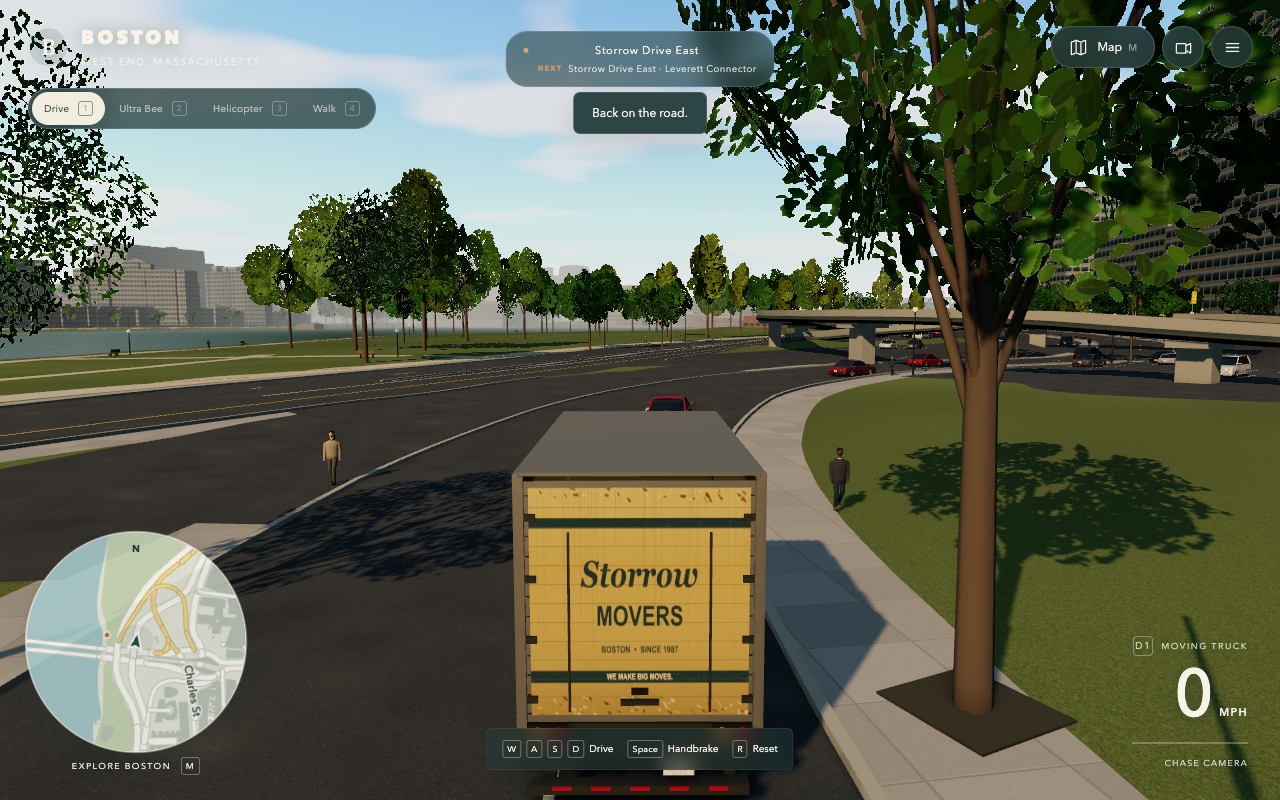 BOSTON
WEST END, MASSACHUSETTS
Drive 1
Ultra Bee 2
Helicopter 3
Walk 4
Storrow Drive East
NEXT Storrow Drive East · Leverett Connector
Back on the road.
Map M
Storrow
MOVERS
BOSTON • SINCE 1987
WE MAKE BIG MOVES.
N
Charles St
EXPLORE BOSTON M
W A S D Drive Space Handbrake R Reset
D1 MOVING TRUCK
0 MPH
CHASE CAMERA